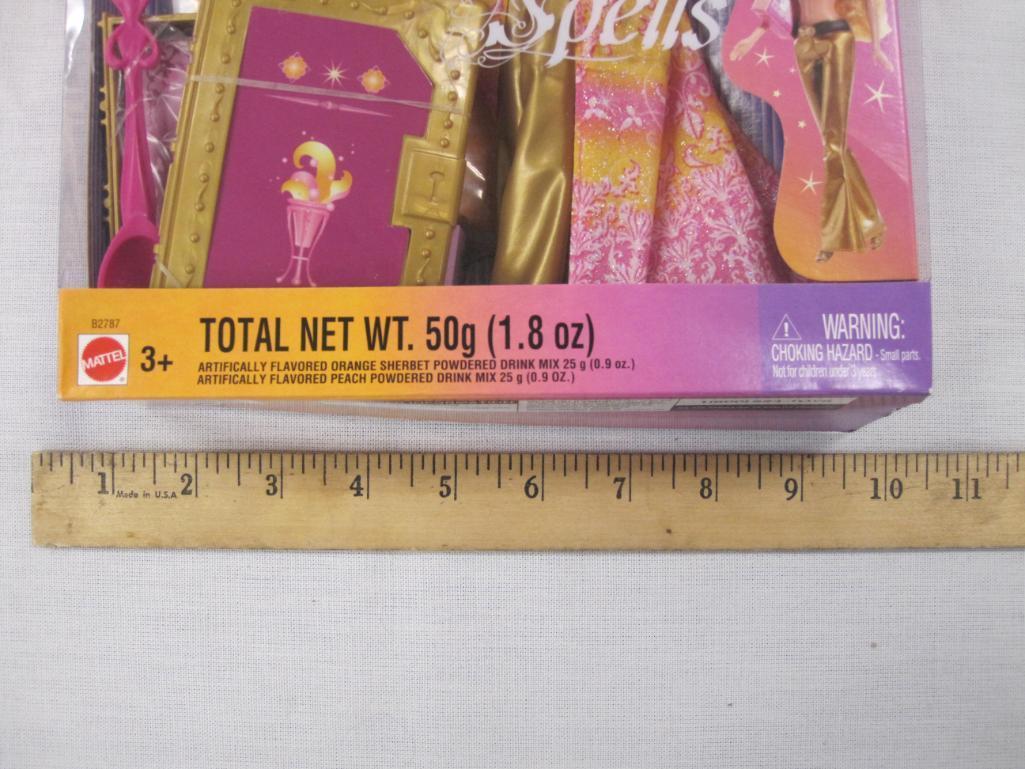 Spells
B2787
MATTEL
3+
TOTAL NET WT. 50g (1.8 oz)
ARTIFICIALLY FLAVORED ORANGE SHERBET POWDERED DRINK MIX 25 g (0.9 oz.)
ARTIFICIALLY FLAVORED PEACH POWDERED DRINK MIX 25 g (0.9 OZ.)
WARNING:
CHOKING HAZARD - Small parts.
Not for children under 3 years
1 2 3 4 5 6 7 8 9 10 11
Made in U.S.A